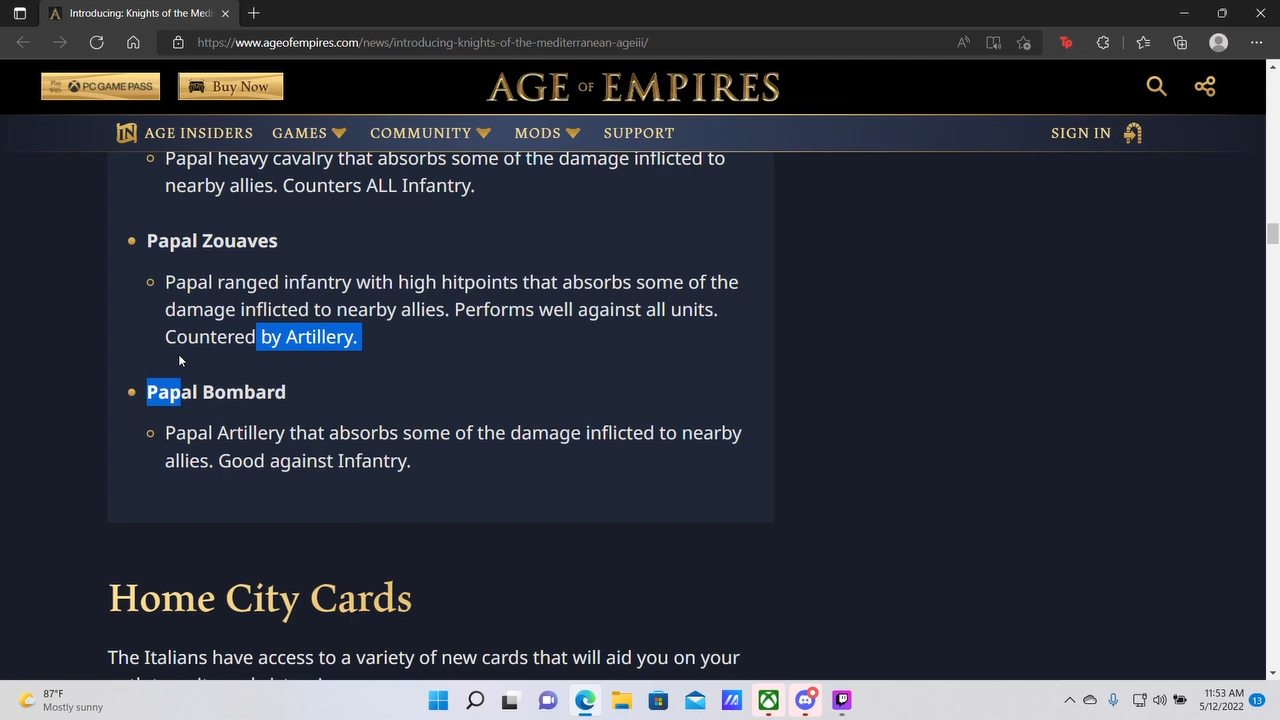 Introducing: Knights of the Medi
https://www.ageofempires.com/news/introducing-knights-of-the-mediterranean-ageiii/
PC GAME PASS
Buy Now
AGE OF EMPIRES
AGE INSIDERS GAMES COMMUNITY MODS SUPPORT SIGN IN
Papal heavy cavalry that absorbs some of the damage inflicted to
nearby allies. Counters ALL Infantry.
Papal Zouaves
Papal ranged infantry with high hitpoints that absorbs some of the
damage inflicted to nearby allies. Performs well against all units.
Countered by Artillery.
Papal Bombard
Papal Artillery that absorbs some of the damage inflicted to nearby
allies. Good against Infantry.
Home City Cards
The Italians have access to a variety of new cards that will aid you on your
87°F
Mostly sunny
11:53 AM
5/12/2022
13